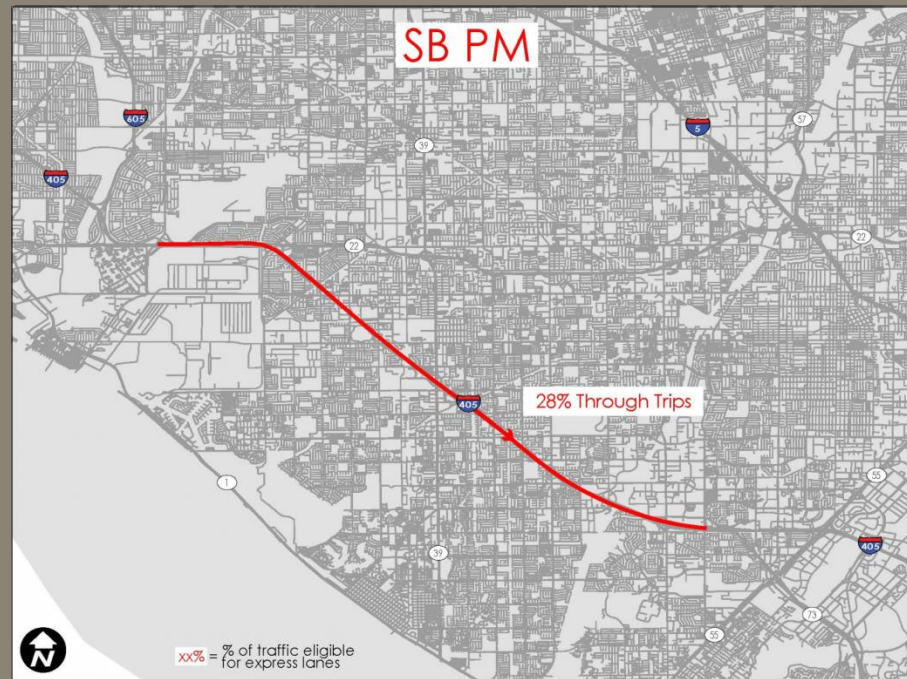 SB PM
605
5
57
39
405
22
22
405
28% Through Trips
55
1
405
39
73
55
N
xx% = % of traffic eligible
for express lanes